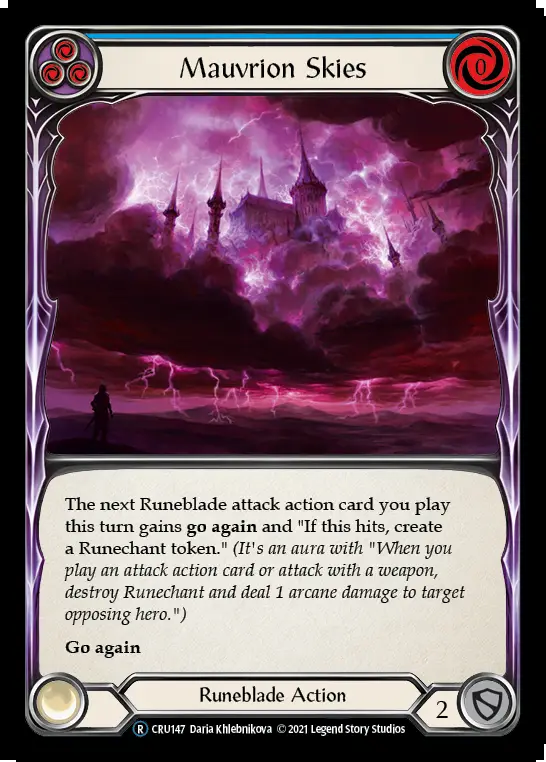 Mauvrion Skies
0
The next Runeblade attack action card you play
this turn gains go again and "If this hits, create
a Runechant token." (It's an aura with "When you
play an attack action card or attack with a weapon,
destroy Runechant and deal 1 arcane damage to target
opposing hero.")
Go again
Runeblade Action
2
R CRU147 Daria Khlebnikova © 2021 Legend Story Studios